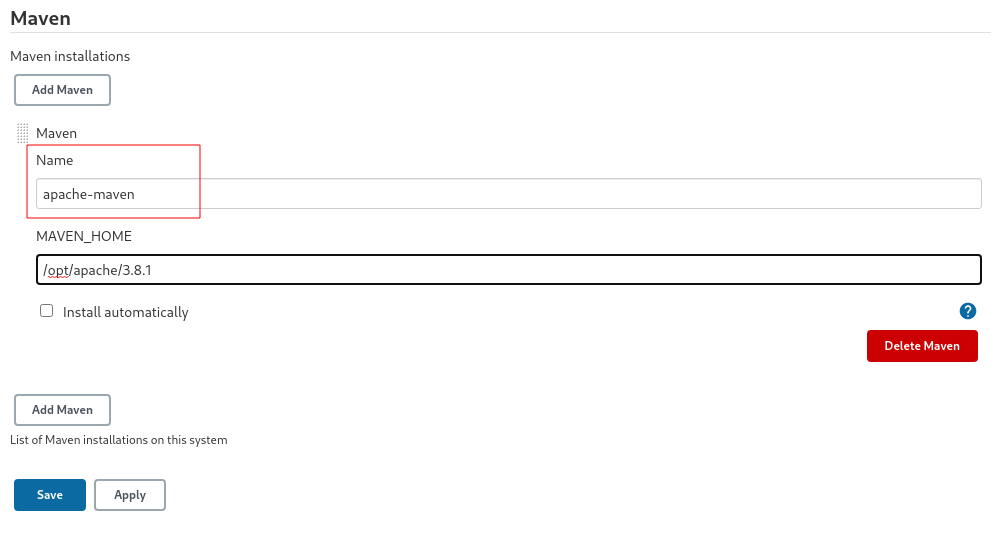 Maven
Maven installations
Add Maven
Maven
Name
apache-maven
MAVEN_HOME
/opt/apache/3.8.1
Install automatically
?
Delete Maven
Add Maven
List of Maven installations on this system
Save Apply